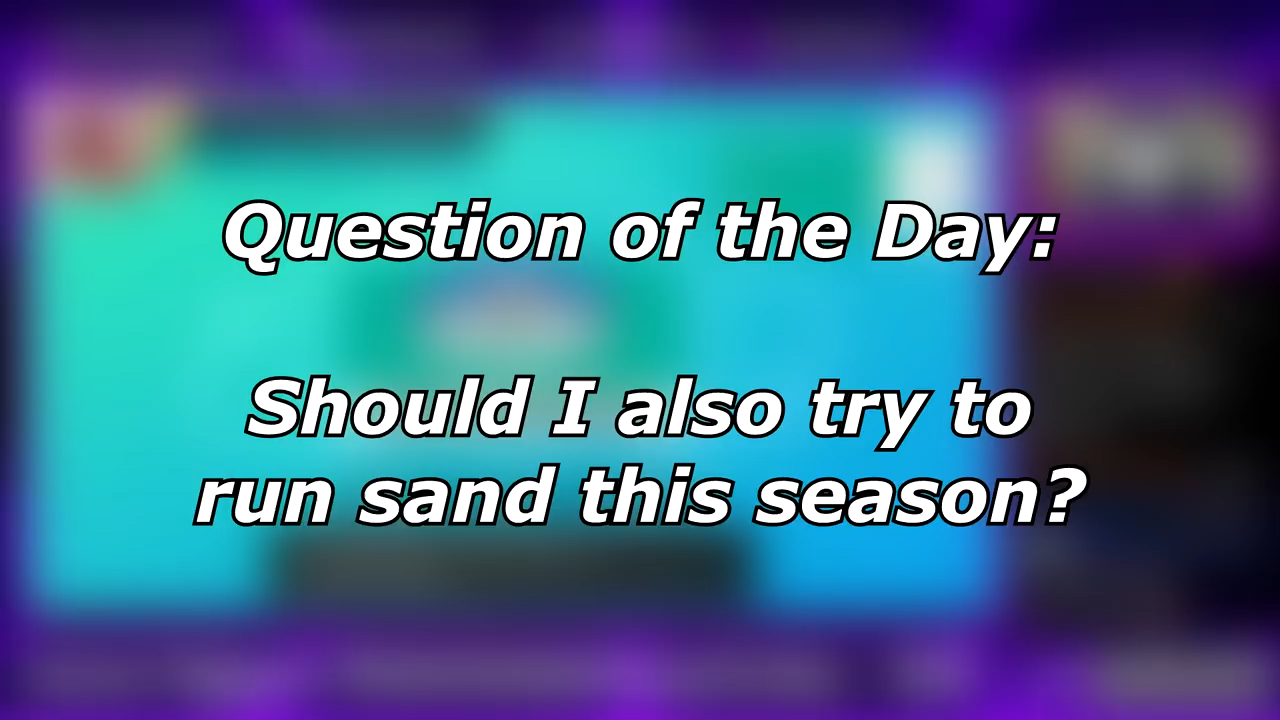 Question of the Day:
Should I also try to
run sand this season?